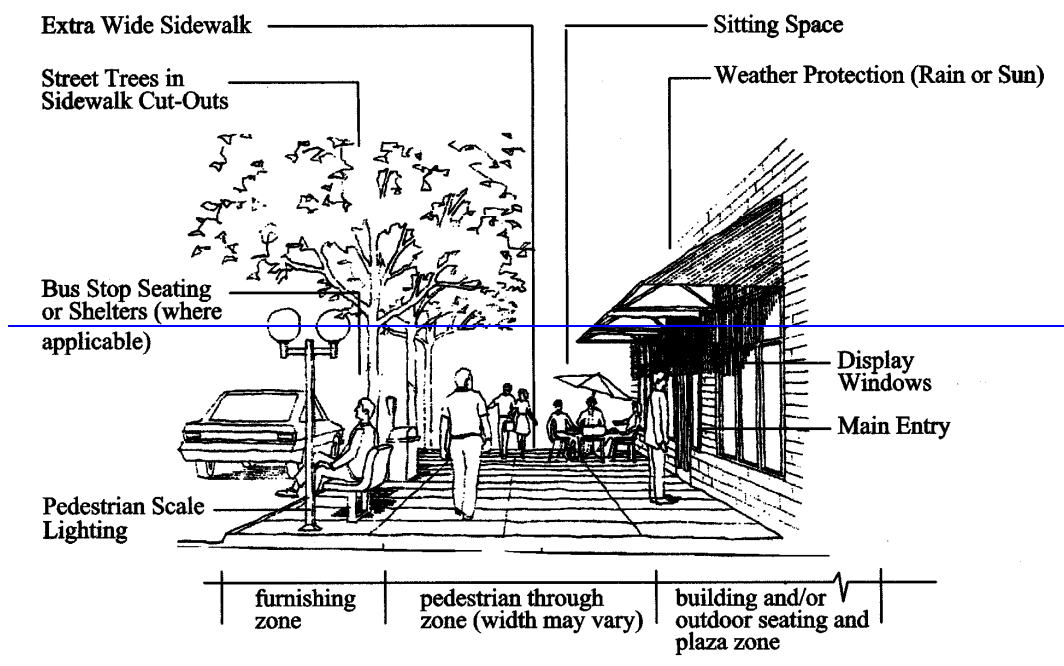 Extra Wide Sidewalk
Sitting Space
Street Trees in
Sidewalk Cut-Outs
Weather Protection (Rain or Sun)
Bus Stop Seating
or Shelters (where
applicable)
Display
Windows
Main Entry
Pedestrian Scale
Lighting
furnishing
zone
pedestrian through
zone (width may vary)
building and/or
outdoor seating and
plaza zone